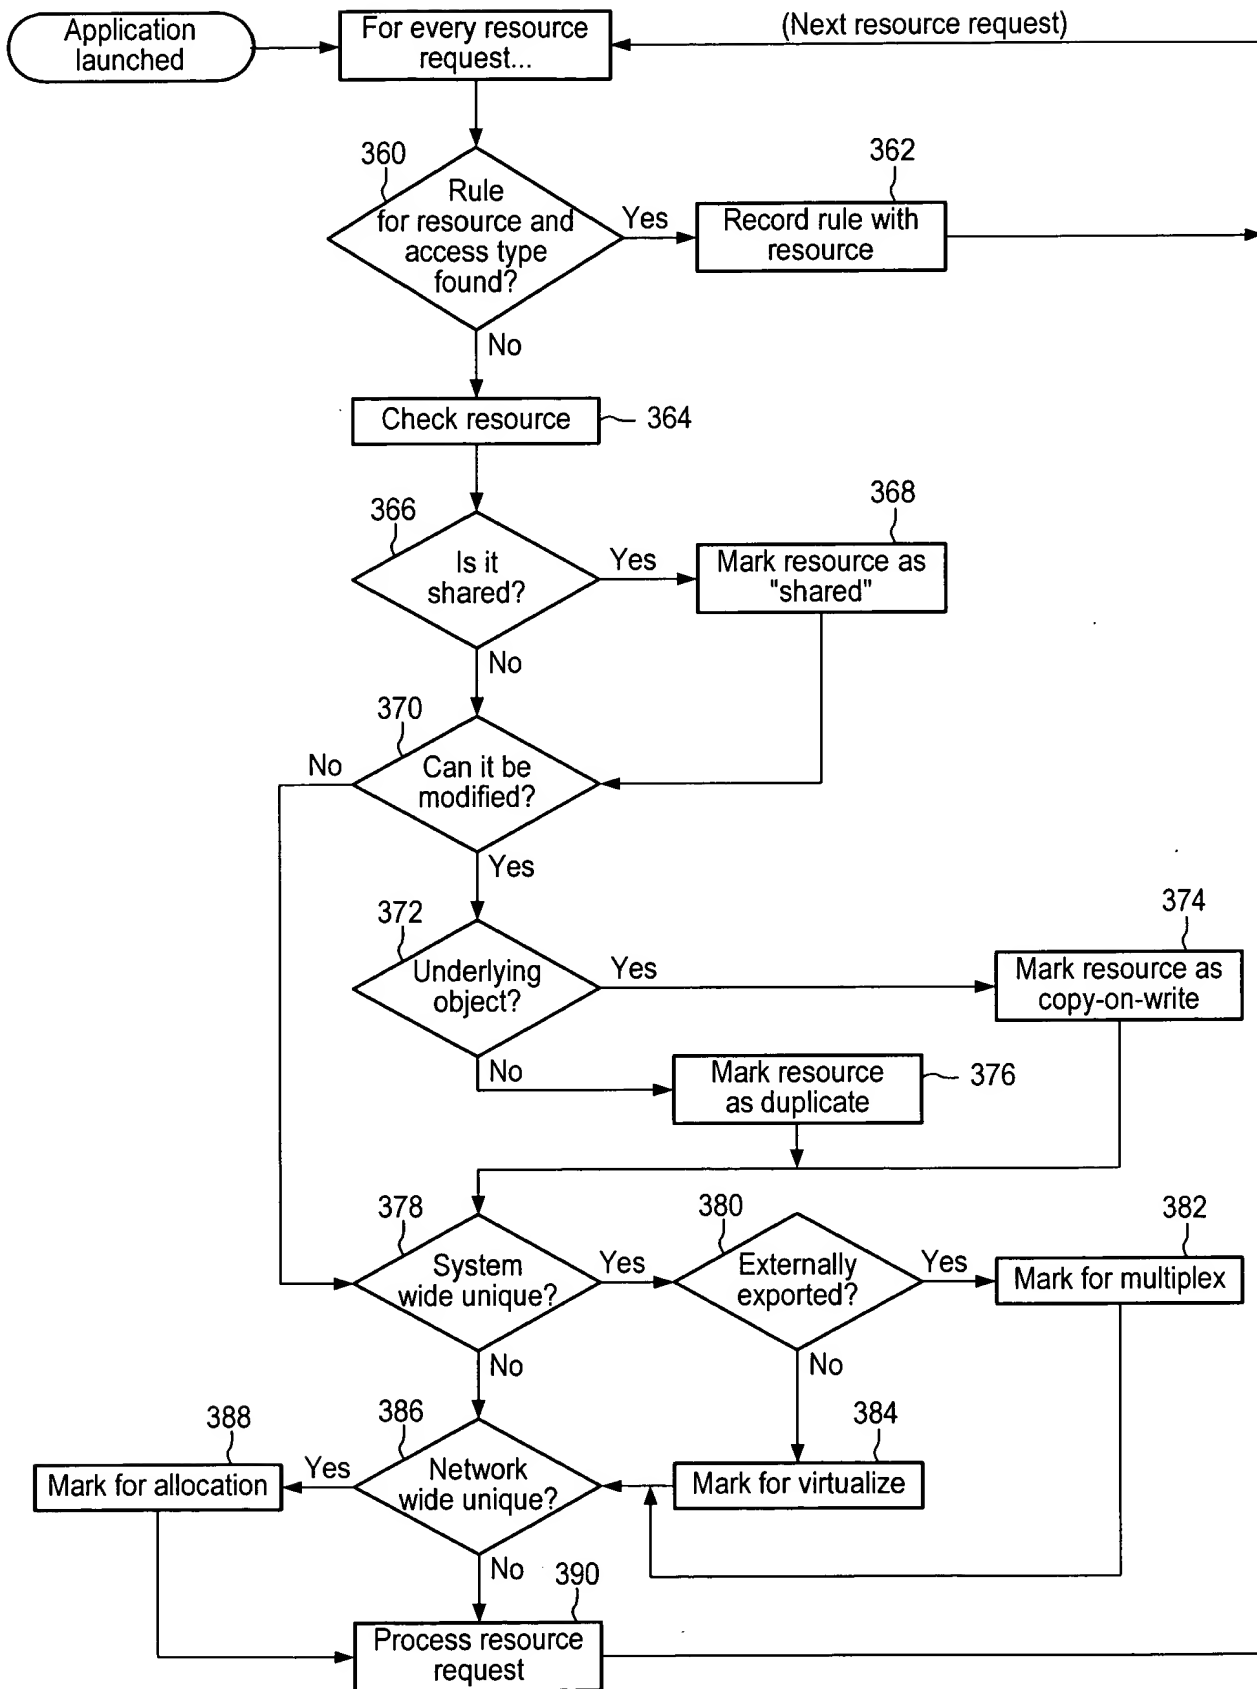 Application
launched
For every resource
request...
(Next resource request)
360
Rule
for resource and
access type
found?
Yes
362
Record rule with
resource
No
Check resource
364
366
Is it
shared?
Yes
368
Mark resource as
"shared"
No
370
No
Can it be
modified?
Yes
372
Underlying
object?
Yes
374
Mark resource as
copy-on-write
No
Mark resource
as duplicate
376
378
System
wide unique?
Yes
380
Externally
exported?
Yes
382
Mark for multiplex
No
No
384
Mark for virtualize
386
Network
wide unique?
Yes
388
Mark for allocation
No
390
Process resource
request